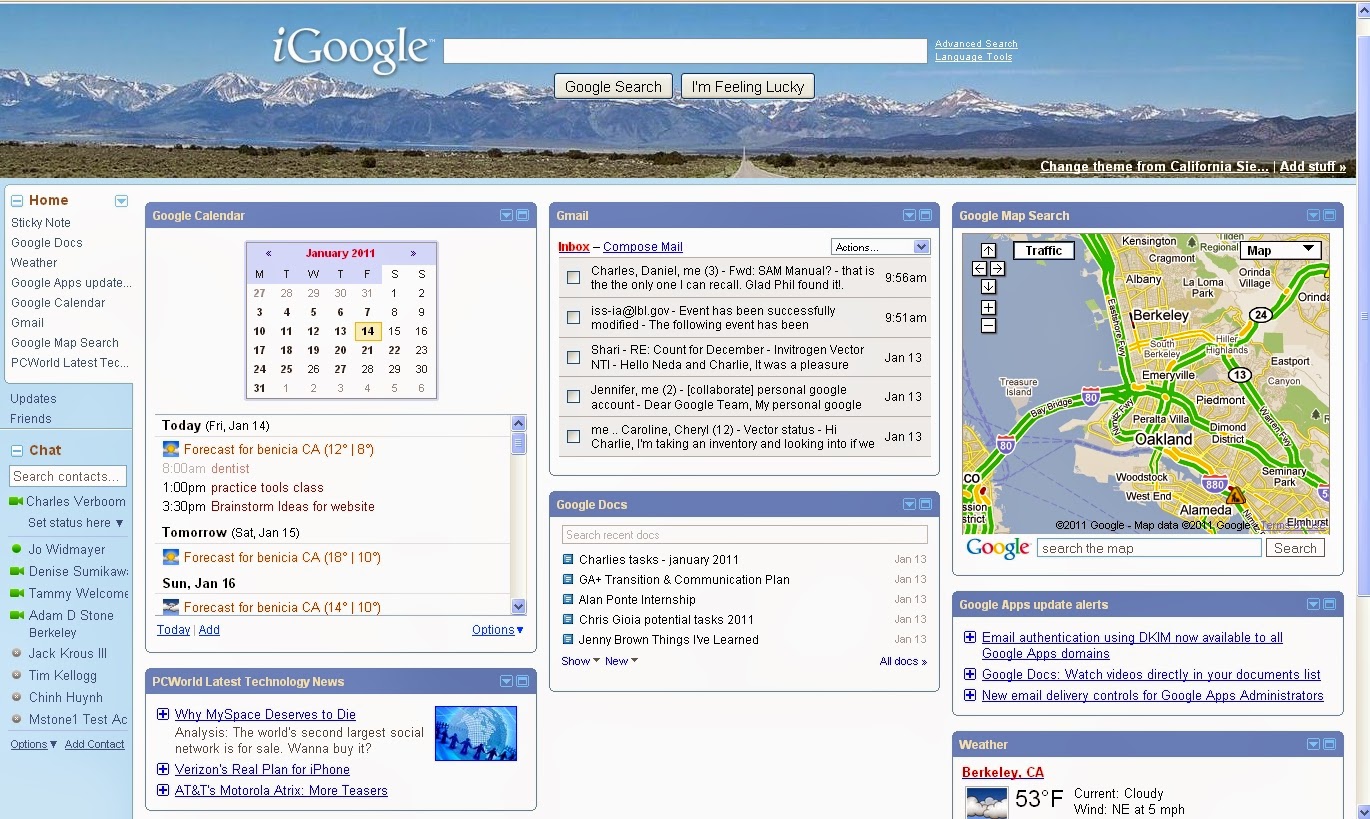 iGoogle™
Advanced Search
Language Tools
Google Search
I'm Feeling Lucky
Change theme from California Sie... | Add stuff »
Home
Sticky Note
Google Docs
Weather
Google Apps update...
Google Calendar
Gmail
Google Map Search
PCWorld Latest Tec...
Updates
Friends
Chat
Search contacts...
Charles Verboom
Set status here ▼
Jo Widmayer
Denise Sumikawa
Tammy Welcome
Adam D Stone
Berkeley
Jack Krous III
Tim Kellogg
Chinh Huynh
Mstone1 Test Ac
Options ▼ Add Contact
Google Calendar
« January 2011 »
M T W T F S S
27 28 29 30 31 1 2
3 4 5 6 7 8 9
10 11 12 13 14 15 16
17 18 19 20 21 22 23
24 25 26 27 28 29 30
31 1 2 3 4 5 6
Today (Fri, Jan 14)
Forecast for benicia CA (12° | 8°)
8:00am dentist
1:00pm practice tools class
3:30pm Brainstorm Ideas for website
Tomorrow (Sat, Jan 15)
Forecast for benicia CA (18° | 10°)
Sun, Jan 16
Forecast for benicia CA (14° | 10°)
Today | Add
Options ▼
PCWorld Latest Technology News
Why MySpace Deserves to Die
Analysis: The world's second largest social
network is for sale. Wanna buy it?
Verizon's Real Plan for iPhone
AT&T's Motorola Atrix: More Teasers
Gmail
Inbox – Compose Mail
Actions...
Charles, Daniel, me (3) - Fwd: SAM Manual? - that is
the the only one I can recall. Glad Phil found it!.
9:56am
iss-ia@lbl.gov - Event has been successfully
modified - The following event has been
9:51am
Shari - RE: Count for December - Invitrogen Vector
NTI - Hello Neda and Charlie, It was a pleasure
Jan 13
Jennifer, me (2) - [collaborate] personal google
account - Dear Google Team, My personal google
Jan 13
me .. Caroline, Cheryl (12) - Vector status - Hi
Charlie, I'm taking an inventory and looking into if we
Jan 13
Google Docs
Search recent docs
Charlies tasks - january 2011 Jan 13
GA+ Transition & Communication Plan Jan 13
Alan Ponte Internship Jan 13
Chris Gioia potential tasks 2011 Jan 13
Jenny Brown Things I've Learned Jan 13
Show New
All docs »
Google Map Search
Traffic
Map
Kensington
Tilden
Regional
Cragmont
Orinda
Village
Albany
La Loma
Park
Orinda
Eastshore Fwy
Berkeley
24
South
Berkeley
Hiller
Highlands
Eastport
Emeryville
13
Canyon
Treasure
Island
80
Piedmont
Bay Bridge
Peralta Villa
Warren Fwy
80
Oakland
Dimond
District
Woodstock
Seminary
Park
CO
880
West End
Alameda
5
ssion
strict
Elmhurst
©2011 Google - Map data ©2011 Google - Terms of Use
Google
search the map
Search
Google Apps update alerts
Email authentication using DKIM now available to all
Google Apps domains
Google Docs: Watch videos directly in your documents list
New email delivery controls for Google Apps Administrators
Weather
Berkeley, CA
53°F
Current: Cloudy
Wind: NE at 5 mph